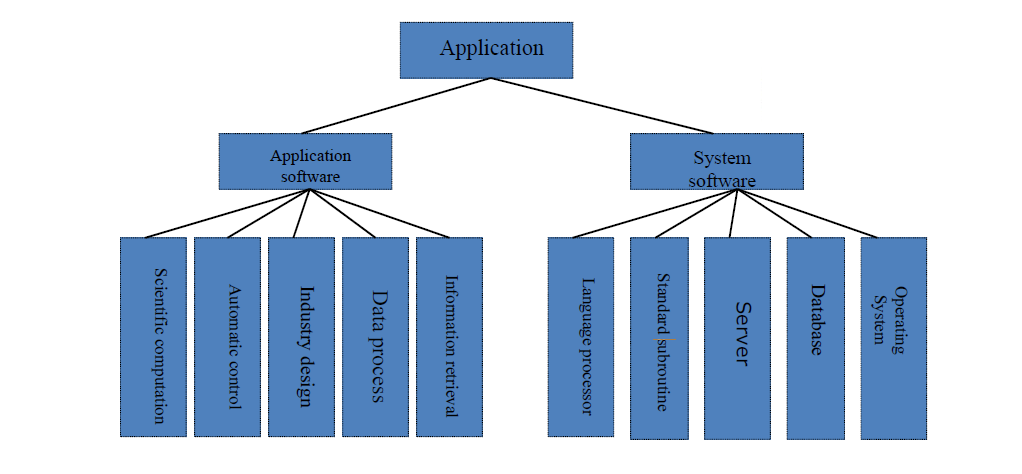 Application
Application
software
System
software
Scientific computation
Automatic control
Industry design
Data process
Information retrieval
Language processor
Standard subroutine
Server
Database
Operating
System